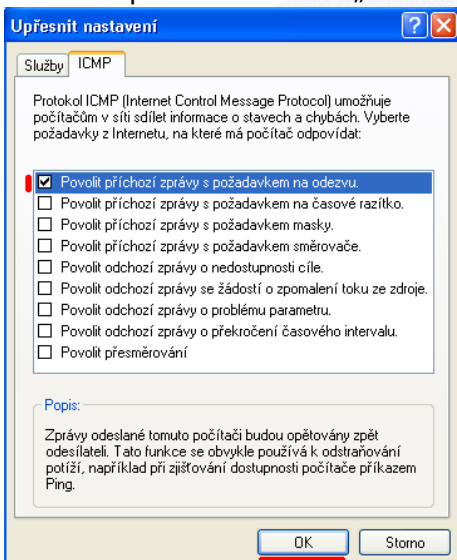 Upřesnit nastavení
Služby
ICMP
Protokol ICMP (Internet Control Message Protocol) umožňuje
počítačům v síti sdílet informace o stavech a chybách. Vyberte
požadavky z Internetu, na které má počítač odpovídat:
Povolit příchozí zprávy s požadavkem na odezvu.
Povolit příchozí zprávy s požadavkem na časové razítko.
Povolit příchozí zprávy s požadavkem masky.
Povolit příchozí zprávy s požadavkem směrovače.
Povolit odchozí zprávy o nedostupnosti cíle.
Povolit odchozí zprávy se žádostí o zpomalení toku ze zdroje.
Povolit odchozí zprávy o problému parametru.
Povolit odchozí zprávy o překročení časového intervalu.
Povolit přesměrování
Popis:
Zprávy odeslané tomuto počítači budou opětovány zpět
odesílateli. Tato funkce se obvykle používá k odstraňování
potíží, například při zjišťování dostupnosti počítače příkazem
Ping.
OK
Storno